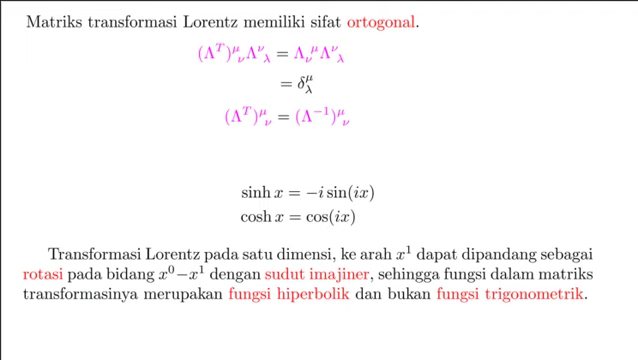 Matriks transformasi Lorentz memiliki sifat ortogonal.
(Λ^T)^μ_ν Λ^ν_λ = Λ_ν^μ Λ^ν_λ
= δ^μ_λ
(Λ^T)^μ_ν = (Λ^{-1})^μ_ν
sinh x = −i sin(ix)
cosh x = cos(ix)
Transformasi Lorentz pada satu dimensi, ke arah x^1 dapat dipandang sebagai
rotasi pada bidang x^0−x^1 dengan sudut imajiner, sehingga fungsi dalam matriks
transformasinya merupakan fungsi hiperbolik dan bukan fungsi trigonometrik.